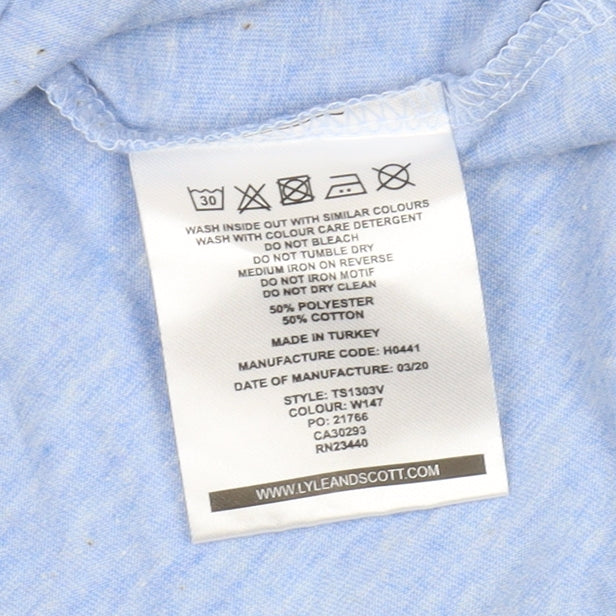 30
WASH INSIDE OUT WITH SIMILAR COLOURS
WASH WITH COLOUR CARE DETERGENT
DO NOT BLEACH
DO NOT TUMBLE DRY
MEDIUM IRON ON REVERSE
DO NOT IRON MOTIF
DO NOT DRY CLEAN
50% POLYESTER
50% COTTON
MADE IN TURKEY
MANUFACTURE CODE: H0441
DATE OF MANUFACTURE: 03/20
STYLE: TS1303V
COLOUR: W147
PO: 21766
CA30293
RN23440
WWW.LYLEANDSCOTT.COM